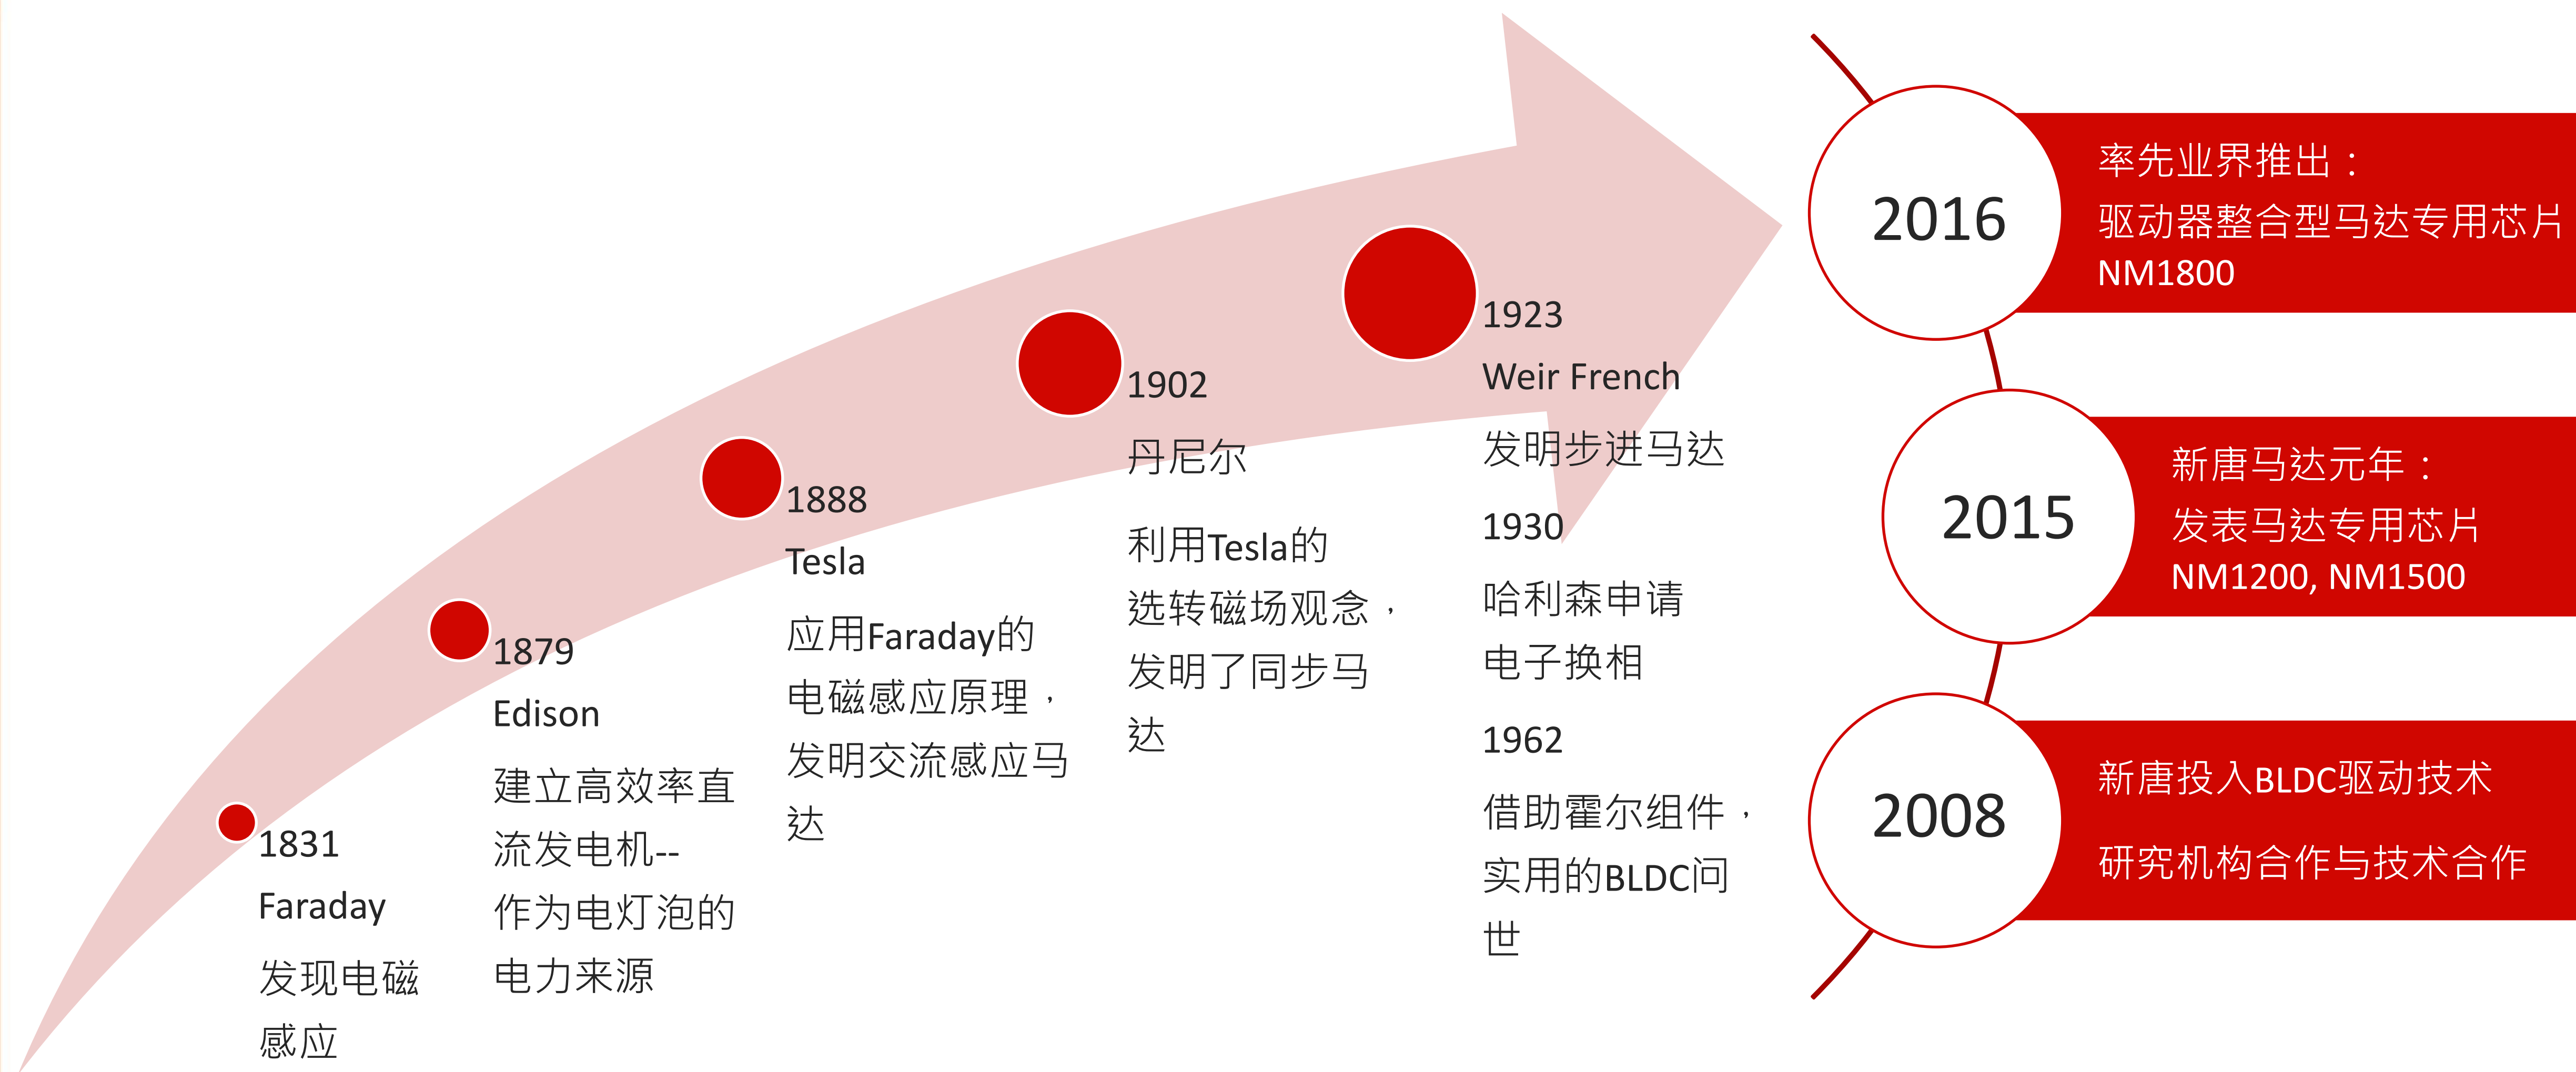 1831
Faraday
发现电磁
感应
1879
Edison
建立高效率直
流发电机--
作为电灯泡的
电力来源
1888
Tesla
应用Faraday的
电磁感应原理，
发明交流感应马
达
1902
丹尼尔
利用Tesla的
选转磁场观念，
发明了同步马
达
1923
Weir French
发明步进马达
1930
哈利森申请
电子换相
1962
借助霍尔组件，
实用的BLDC问
世
2016
率先业界推出：
驱动器整合型马达专用芯片
NM1800
2015
新唐马达元年：
发表马达专用芯片
NM1200, NM1500
2008
新唐投入BLDC驱动技术
研究机构合作与技术合作